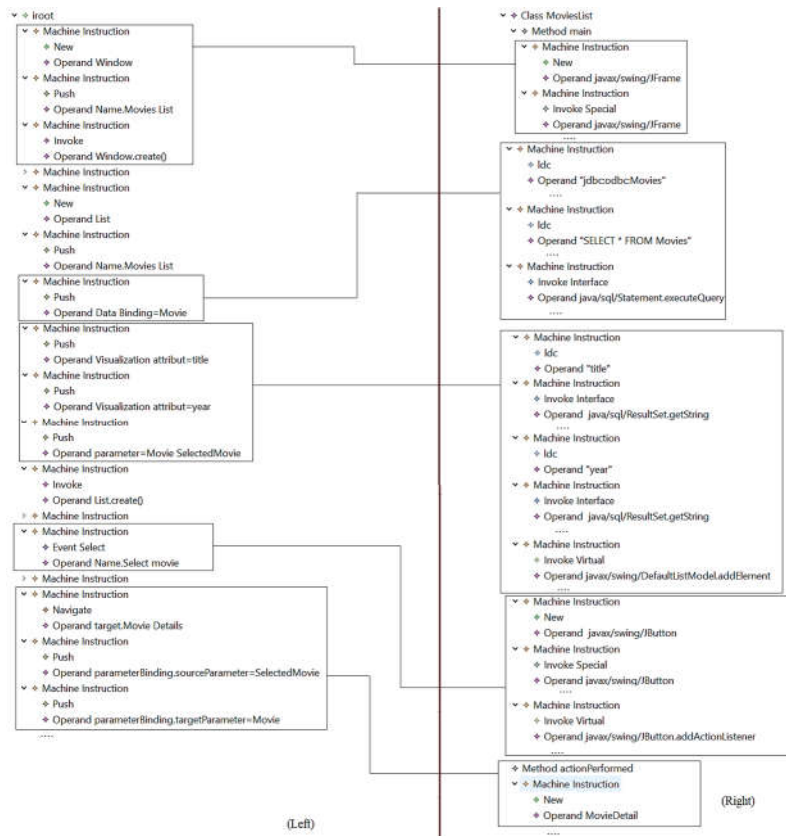 iroot
Machine Instruction
New
Operand Window
Machine Instruction
Push
Operand Name.Movies List
Machine Instruction
Invoke
Operand Window.create()
Machine Instruction
Machine Instruction
New
Operand List
Machine Instruction
Push
Operand Name.Movies List
Machine Instruction
Push
Operand Data Binding=Movie
Machine Instruction
Push
Operand Visualization attribut=title
Machine Instruction
Push
Operand Visualization attribut=year
Machine Instruction
Push
Operand parameter=Movie SelectedMovie
Machine Instruction
Invoke
Operand List.create()
Machine Instruction
Machine Instruction
Event Select
Operand Name.Select movie
Machine Instruction
Machine Instruction
Navigate
Operand target.Movie Details
Machine Instruction
Push
Operand parameterBinding.sourceParameter=SelectedMovie
Machine Instruction
Push
Operand parameterBinding.targetParameter=Movie
....
(Left)
Class MoviesList
Method main
Machine Instruction
New
Operand javax/swing/JFrame
Machine Instruction
Invoke Special
Operand javax/swing/JFrame
Machine Instruction
ldc
Operand "jdbc:odbc:Movies"
....
Machine Instruction
ldc
Operand "SELECT * FROM Movies"
....
Machine Instruction
Invoke Interface
Operand java/sql/Statement.executeQuery
....
Machine Instruction
ldc
Operand "title"
Machine Instruction
Invoke Interface
Operand java/sql/ResultSet.getString
....
Machine Instruction
ldc
Operand "year"
Machine Instruction
Invoke Interface
Operand java/sql/ResultSet.getString
....
Machine Instruction
Invoke Virtual
Operand javax/swing/DefaultListModel.addElement
....
Machine Instruction
New
Operand javax/swing/JButton
Machine Instruction
Invoke Special
Operand javax/swing/JButton
....
Machine Instruction
Invoke Virtual
Operand javax/swing/JButton.addActionListener
....
Method actionPerformed
Machine Instruction
New
Operand MovieDetail
....
(Right)